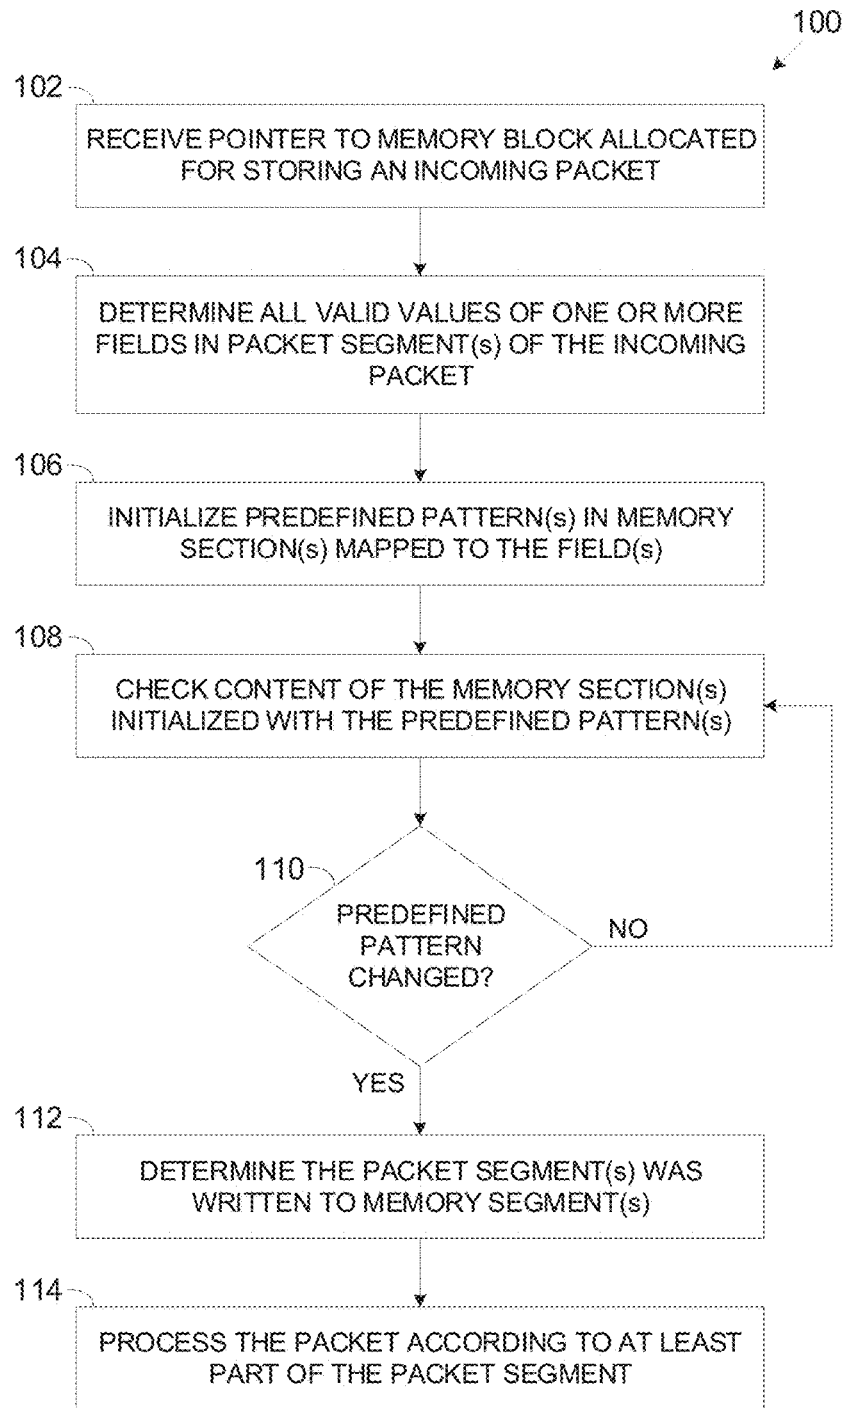 100
102
RECEIVE POINTER TO MEMORY BLOCK ALLOCATED
FOR STORING AN INCOMING PACKET
104
DETERMINE ALL VALID VALUES OF ONE OR MORE
FIELDS IN PACKET SEGMENT(s) OF THE INCOMING
PACKET
106
INITIALIZE PREDEFINED PATTERN(s) IN MEMORY
SECTION(s) MAPPED TO THE FIELD(s)
108
CHECK CONTENT OF THE MEMORY SECTION(s)
INITIALIZED WITH THE PREDEFINED PATTERN(s)
110
PREDEFINED
PATTERN
CHANGED?
NO
YES
112
DETERMINE THE PACKET SEGMENT(s) WAS
WRITTEN TO MEMORY SEGMENT(s)
114
PROCESS THE PACKET ACCORDING TO AT LEAST
PART OF THE PACKET SEGMENT